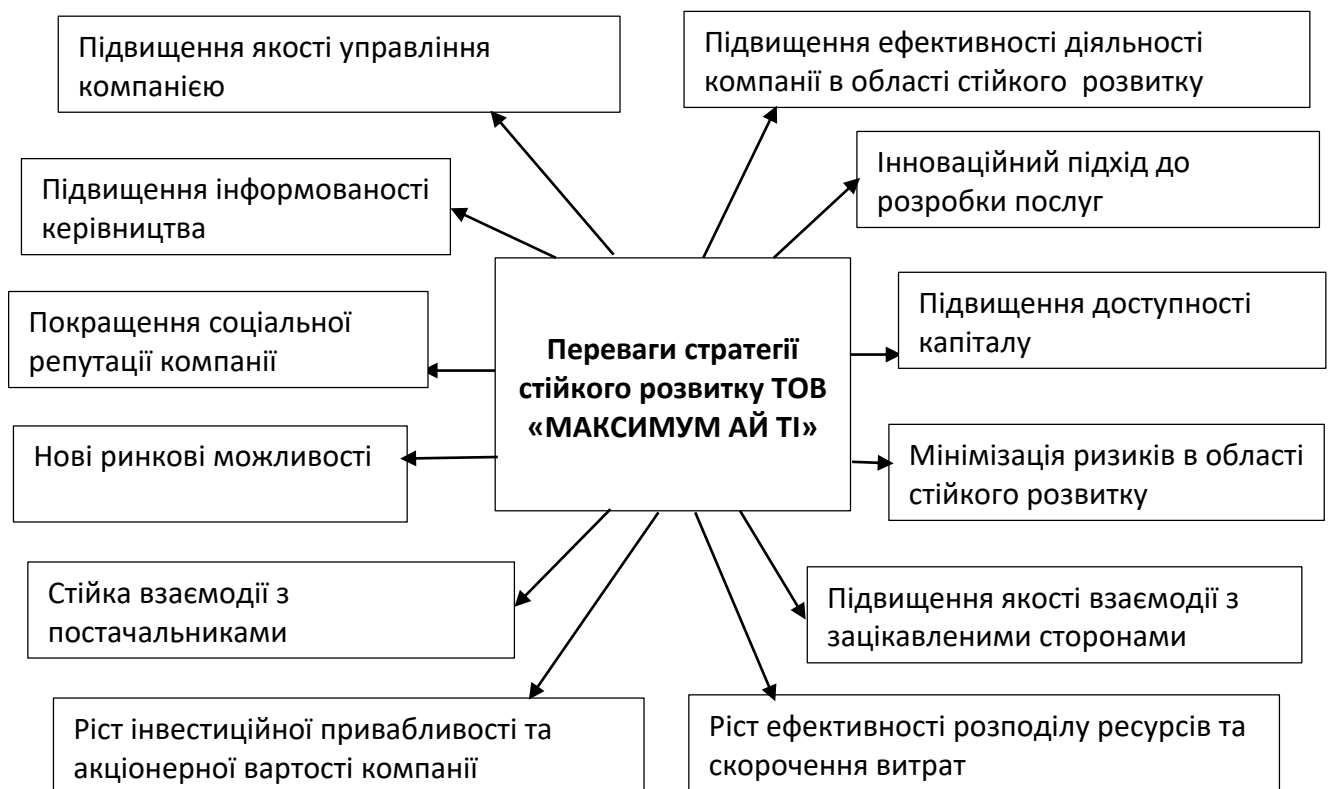 Підвищення якості управління
компанією
Підвищення ефективності діяльності
компанії в області стійкого розвитку
Підвищення інформованості
керівництва
Інноваційний підхід до
розробки послуг
Покращення соціальної
репутації компанії
Переваги стратегії
стійкого розвитку ТОВ
«МАКСИМУМ АЙ ТІ»
Підвищення доступності
капіталу
Нові ринкові можливості
Мінімізація ризиків в області
стійкого розвитку
Стійка взаємодії з
постачальниками
Підвищення якості взаємодії з
зацікавленими сторонами
Ріст інвестиційної привабливості та
акціонерної вартості компанії
Ріст ефективності розподілу ресурсів та
скорочення витрат